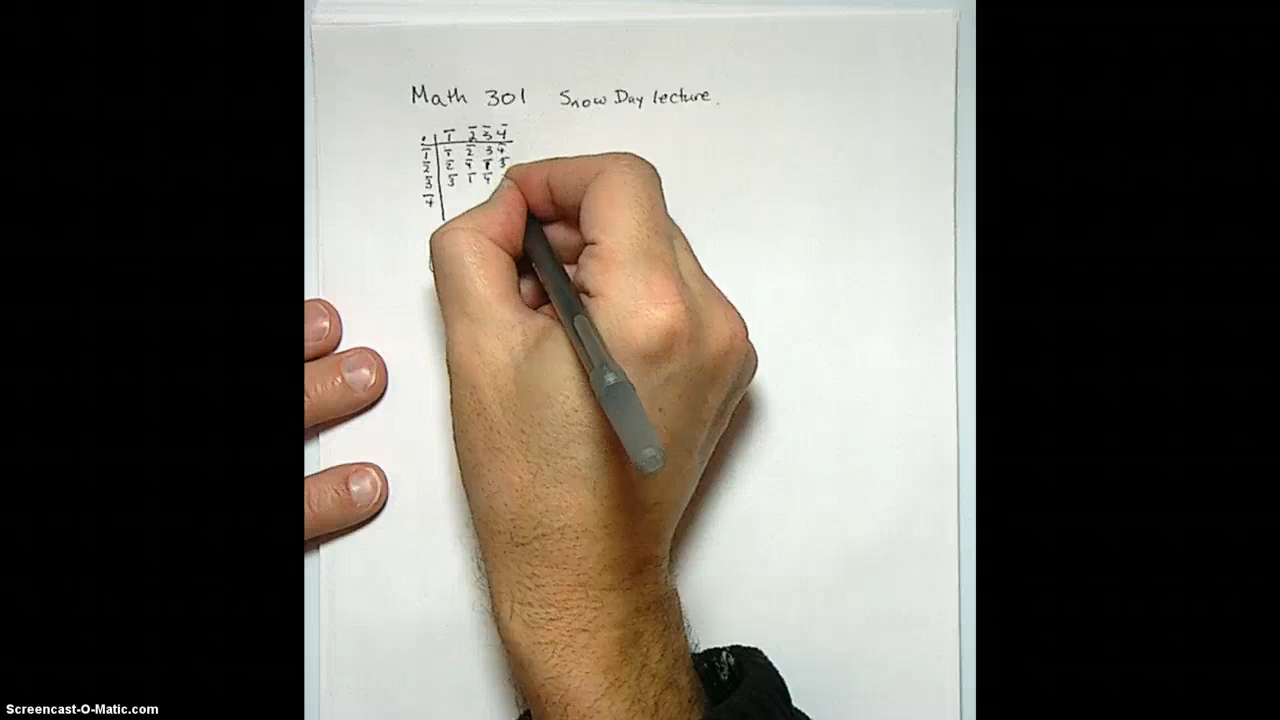 Math 301 Snow Day lecture.
· 1̅ 2̅ 3̅ 4̅
1̅ 1̅ 2̅ 3̅ 4̅
2̅ 2̅ 4̅ 1̅ 3̅
3̅ 3̅ 1̅ 4̅
4̅
Screencast-O-Matic.com